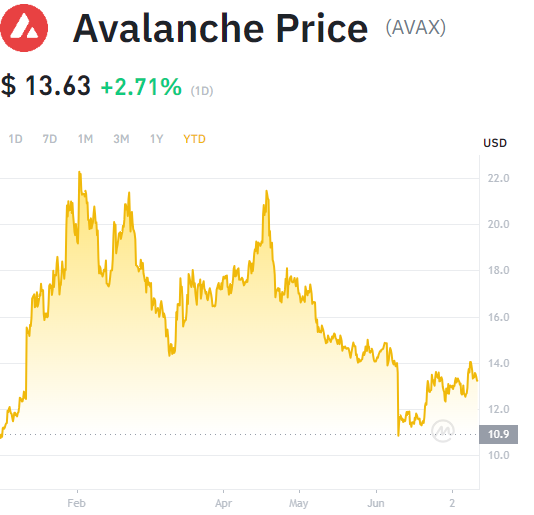 Avalanche Price (AVAX)
$ 13.63 +2.71% (1D)
1D 7D 1M 3M 1Y YTD
USD
22.0
20.0
18.0
16.0
14.0
12.0
10.9
10.0
Feb Apr May Jun 2